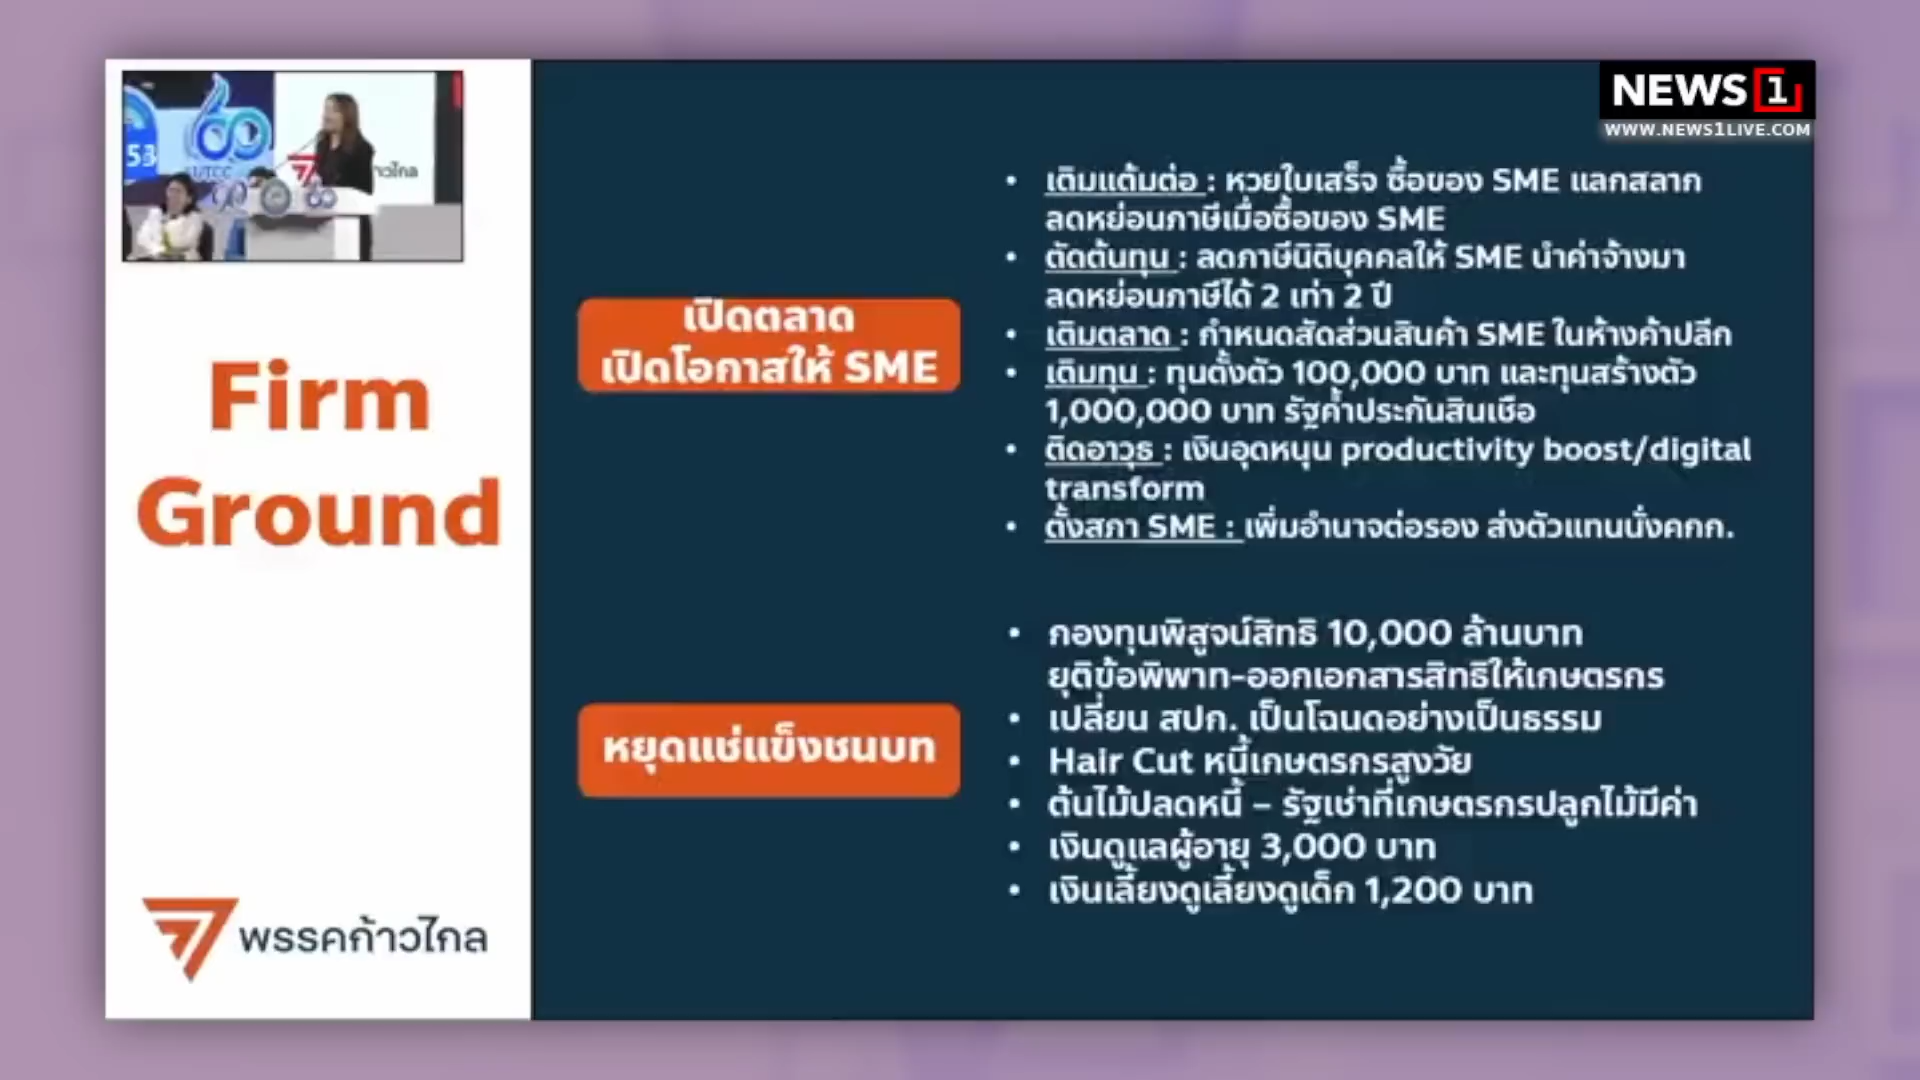 NEWS 1
WWW.NEWS1LIVE.COM
53
UTCC
60
Firm
Ground
พรรคก้าวไกล
เปิดตลาด
เปิดโอกาสให้ SME
• เติมแต้มต่อ : หวยใบเสร็จ ซื้อของ SME แลกสลาก
ลดหย่อนภาษีเมื่อซื้อของ SME
• ตัดต้นทุน : ลดภาษีนิติบุคคลให้ SME นำค่าจ้างมา
ลดหย่อนภาษีได้ 2 เท่า 2 ปี
• เติมตลาด : กำหนดสัดส่วนสินค้า SME ในห้างค้าปลีก
• เติมทุน : ทุนตั้งตัว 100,000 บาท และทุนสร้างตัว
1,000,000 บาท รัฐค้ำประกันสินเชือ
• ติดอาวุธ : เงินอุดหนุน productivity boost/digital
transform
• ตั้งสภา SME : เพิ่มอำนาจต่อรอง ส่งตัวแทนนั่งคกก.
หยุดแช่แข็งชนบท
• กองทุนพิสูจน์สิทธิ 10,000 ล้านบาท
ยุติข้อพิพาท-ออกเอกสารสิทธิให้เกษตรกร
• เปลี่ยน สปก. เป็นโฉนดอย่างเป็นธรรม
• Hair Cut หนี้เกษตรกรสูงวัย
• ต้นไม้ปลดหนี้ – รัฐเช่าที่เกษตรกรปลูกไม้มีค่า
• เงินดูแลผู้อายุ 3,000 บาท
• เงินเลี้ยงดูเลี้ยงดูเด็ก 1,200 บาท